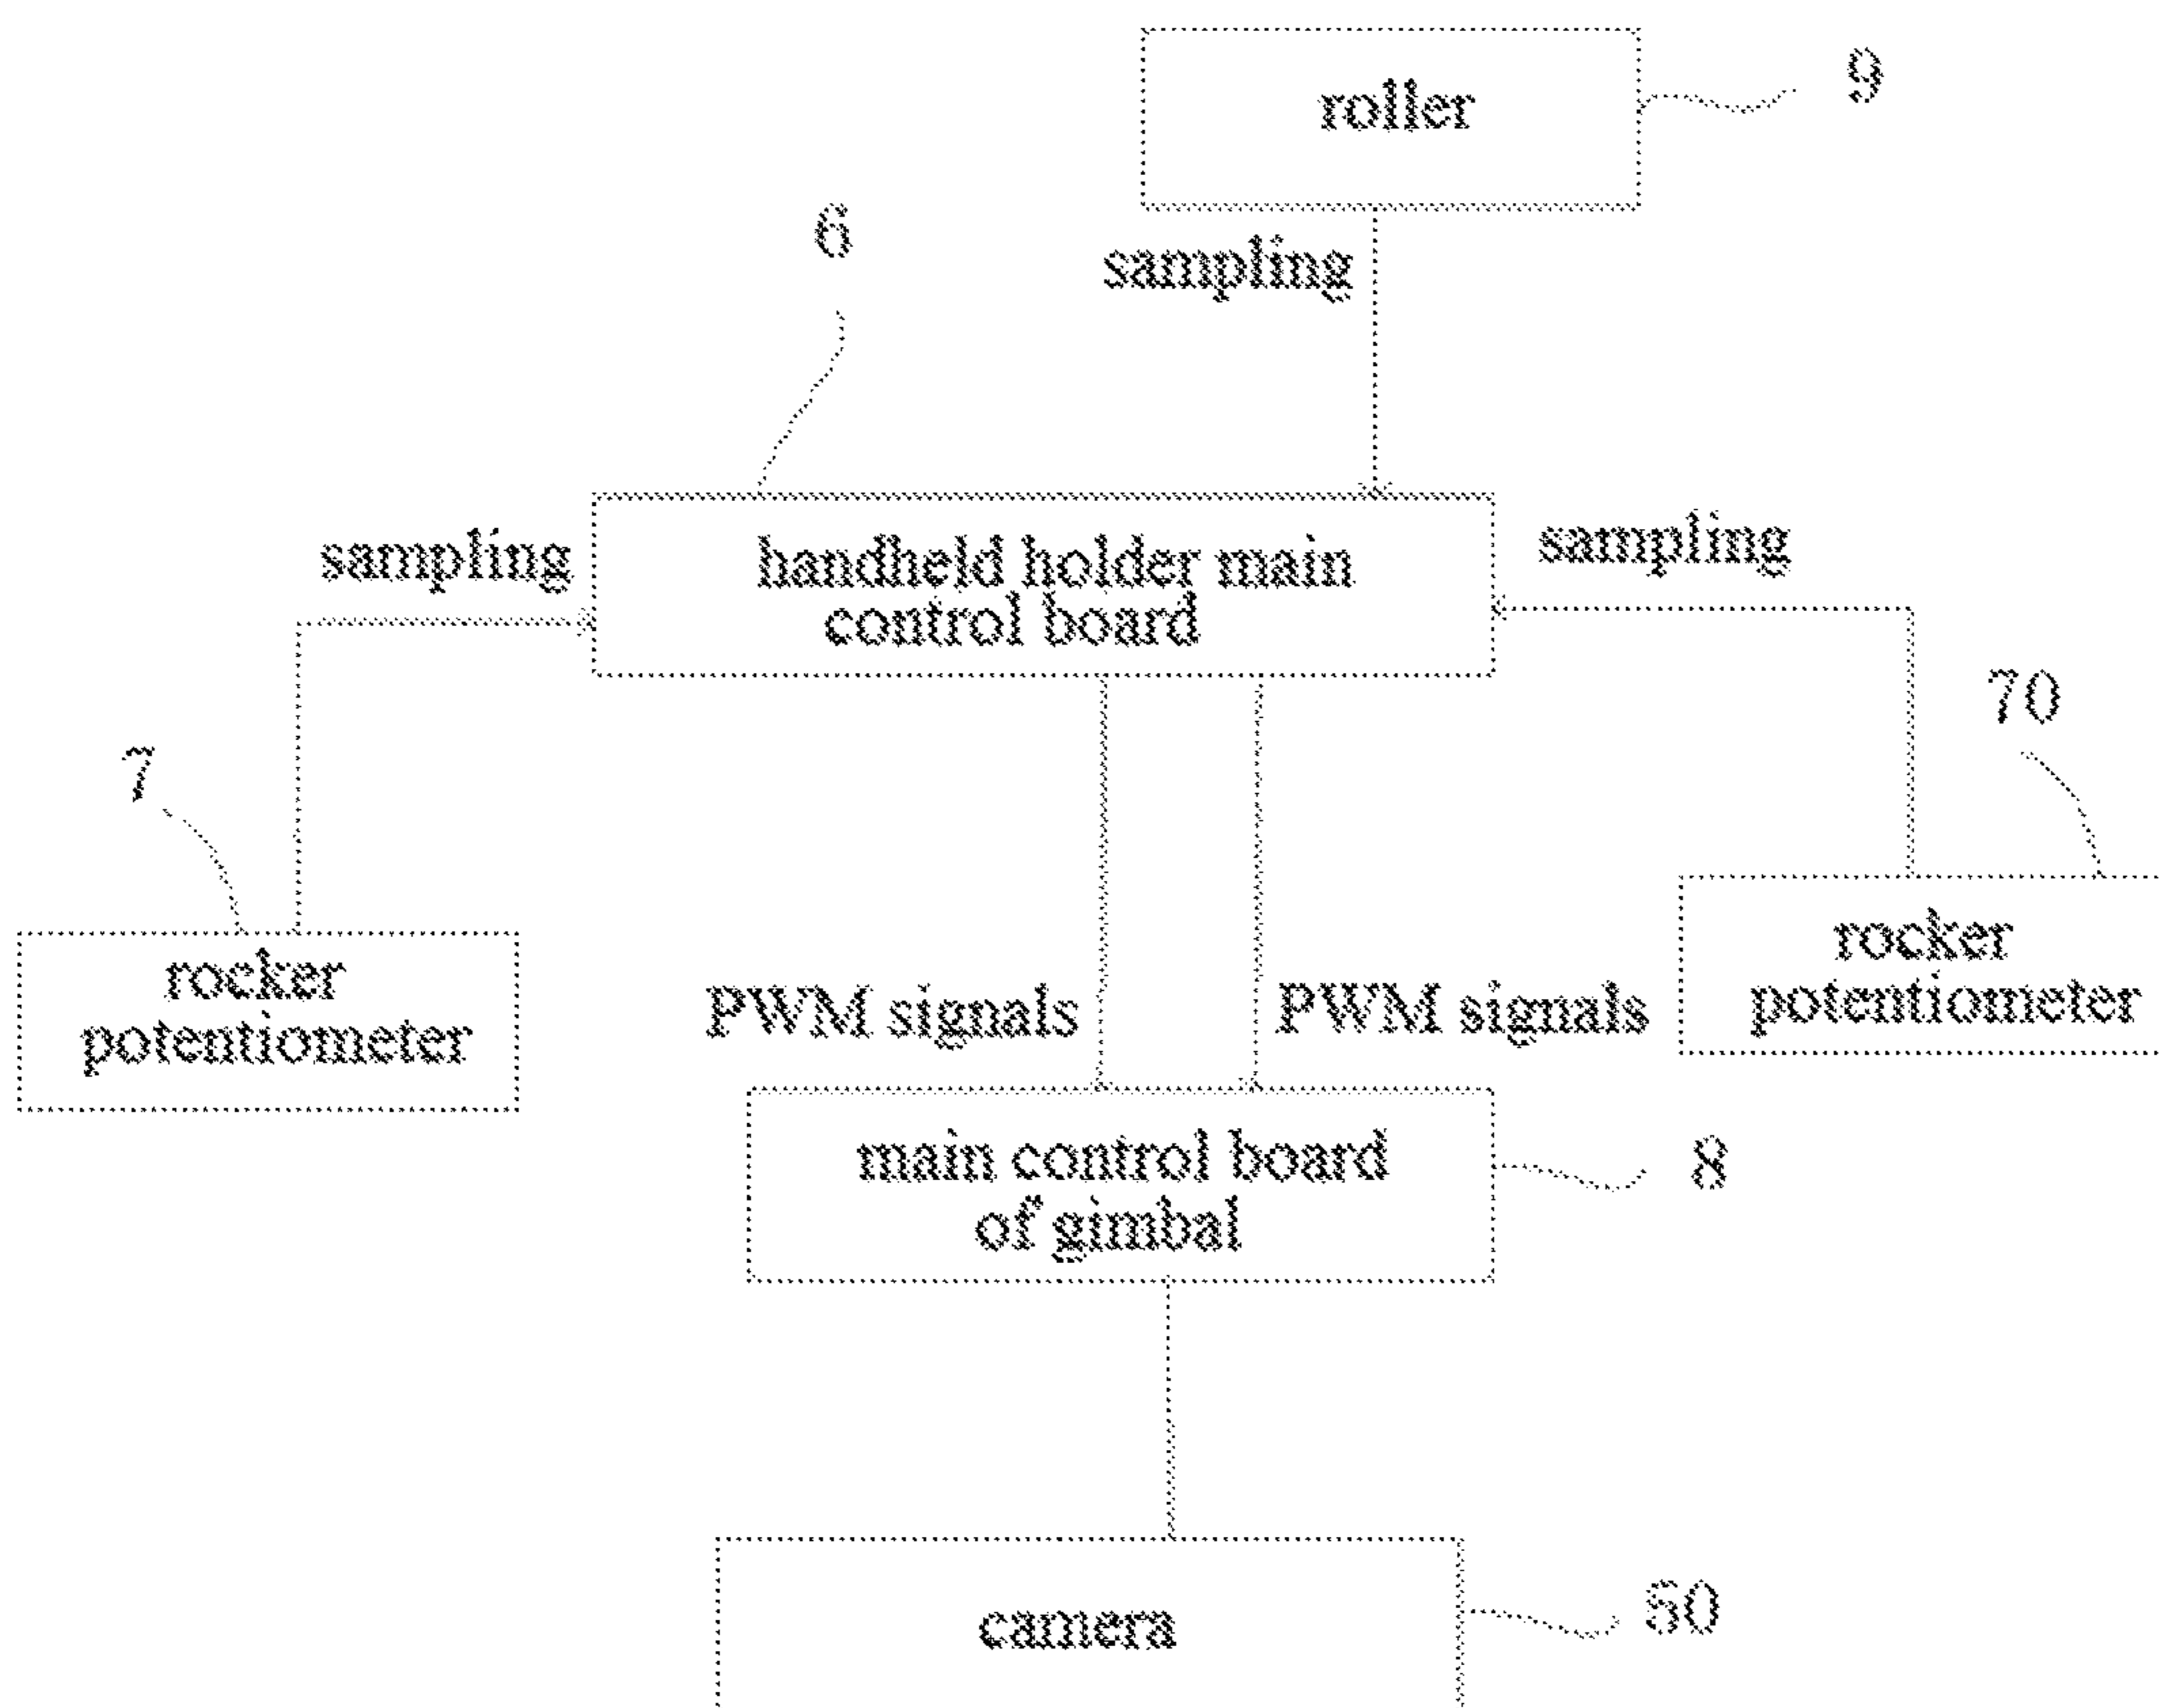 roller
9
6
sampling
sampling
handheld holder main
control board
sampling
70
7
rocker
potentiometer
rocker
potentiometer
PWM signals
PWM signals
main control board
of gimbal
8
camera